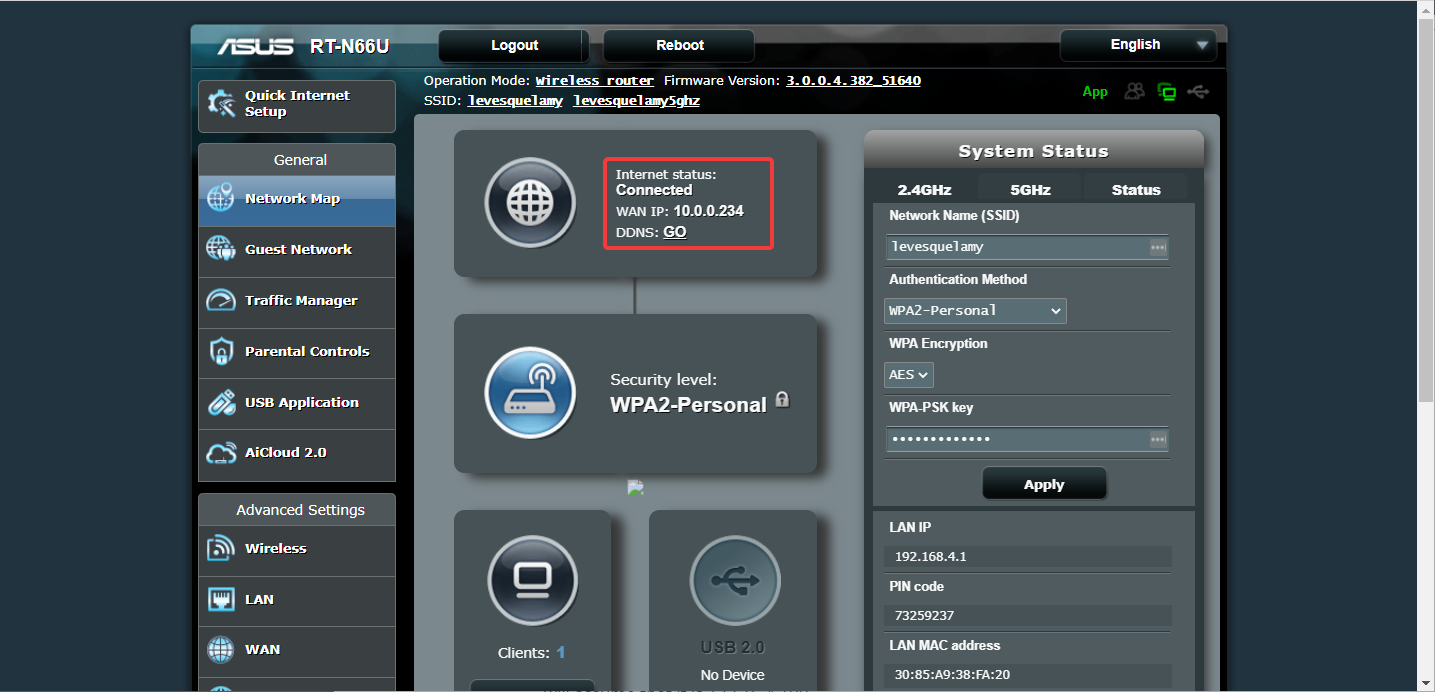 ASUS RT-N66U Logout Reboot English
Operation Mode: Wireless router Firmware Version: 3.0.0.4.382_51640
SSID: levesquelamy levesquelamy5ghz
App
Quick Internet
Setup
General
Network Map
Guest Network
Traffic Manager
Parental Controls
USB Application
AiCloud 2.0
Advanced Settings
Wireless
LAN
WAN
Internet status:
Connected
WAN IP: 10.0.0.234
DDNS: GO
Security level:
WPA2-Personal
Clients: 1
USB 2.0
No Device
System Status
2.4GHz 5GHz Status
Network Name (SSID)
levesquelamy
Authentication Method
WPA2-Personal
WPA Encryption
AES
WPA-PSK key
•••••••••••••
Apply
LAN IP
192.168.4.1
PIN code
73259237
LAN MAC address
30:85:A9:38:FA:20